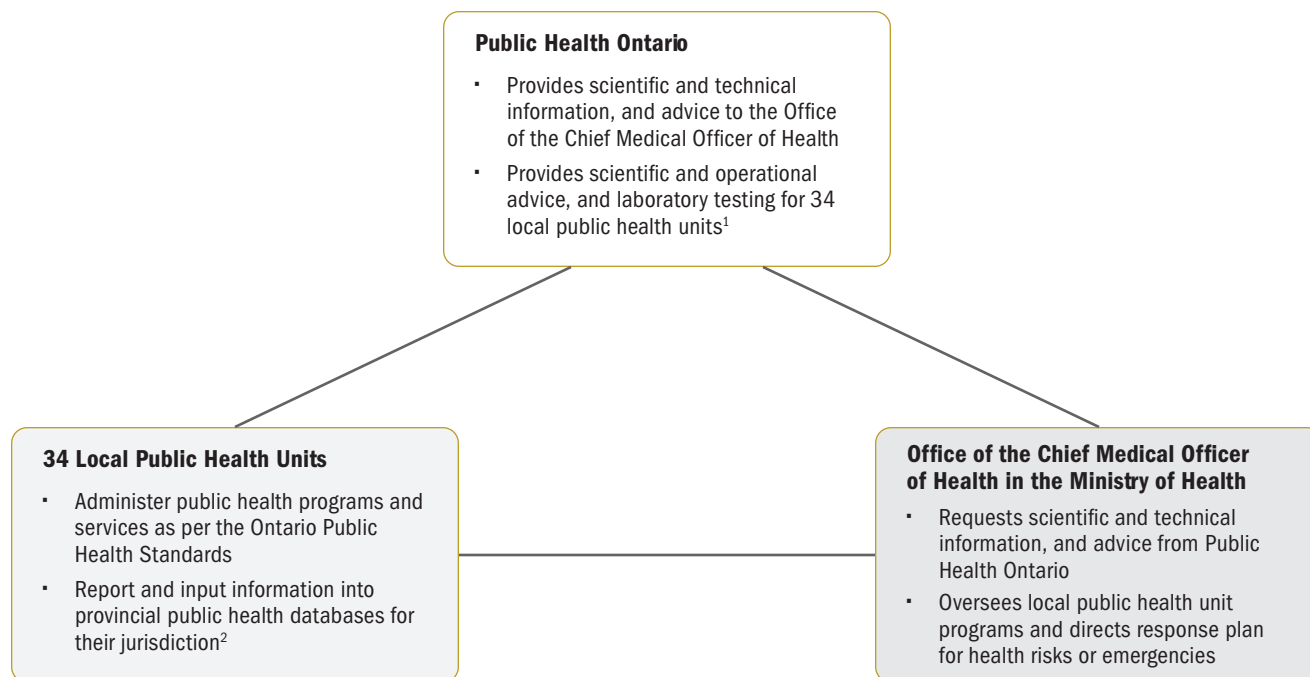 Public Health Ontario
▪ Provides scientific and technical
information, and advice to the Office
of the Chief Medical Officer of Health
▪ Provides scientific and operational
advice, and laboratory testing for 34
local public health units1
34 Local Public Health Units
▪ Administer public health programs and
services as per the Ontario Public
Health Standards
▪ Report and input information into
provincial public health databases for
their jurisdiction2
Office of the Chief Medical Officer
of Health in the Ministry of Health
▪ Requests scientific and technical
information, and advice from Public
Health Ontario
▪ Oversees local public health unit
programs and directs response plan
for health risks or emergencies